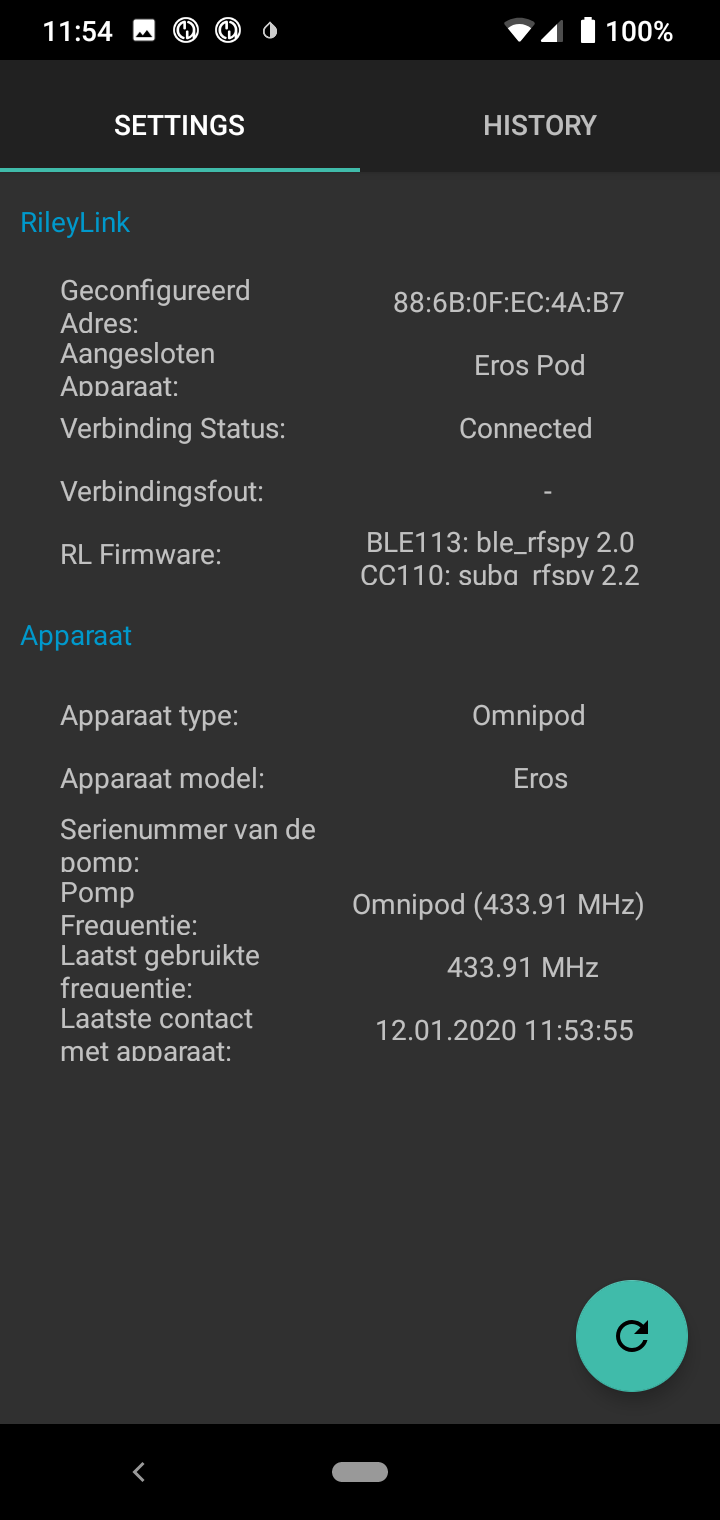 11:54
100%
SETTINGS
HISTORY
RileyLink
Geconfigureerd
Adres:
88:6B:0F:EC:4A:B7
Aangesloten
Apparaat:
Eros Pod
Verbinding Status:
Connected
Verbindingsfout:
-
RL Firmware:
BLE113: ble_rfspy 2.0
CC110: subg_rfspy 2.2
Apparaat
Apparaat type:
Omnipod
Apparaat model:
Eros
Serienummer van de
pomp:
Pomp
Frequentie:
Omnipod (433.91 MHz)
Laatst gebruikte
frequentie:
433.91 MHz
Laatste contact
met apparaat:
12.01.2020 11:53:55